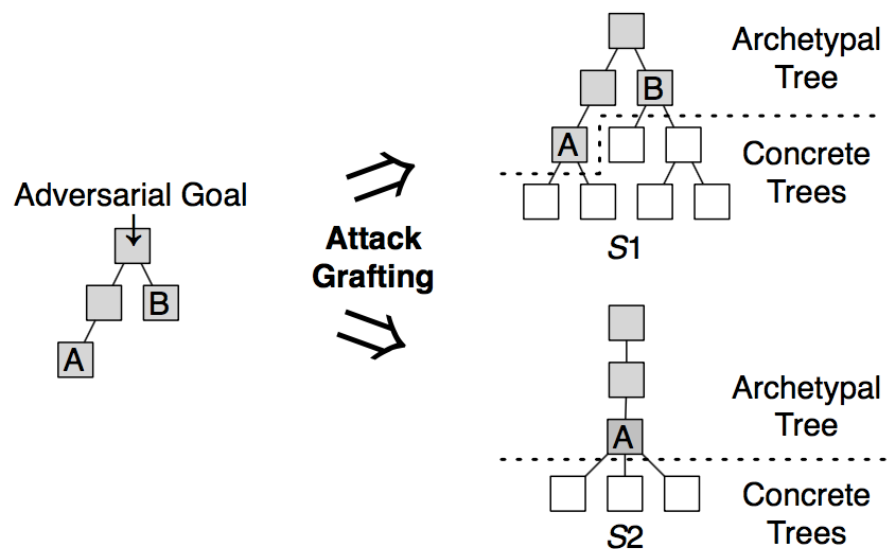 Adversarial Goal
B
A
Attack
Grafting
B
A
Archetypal
Tree
Concrete
Trees
S1
A
Archetypal
Tree
Concrete
Trees
S2